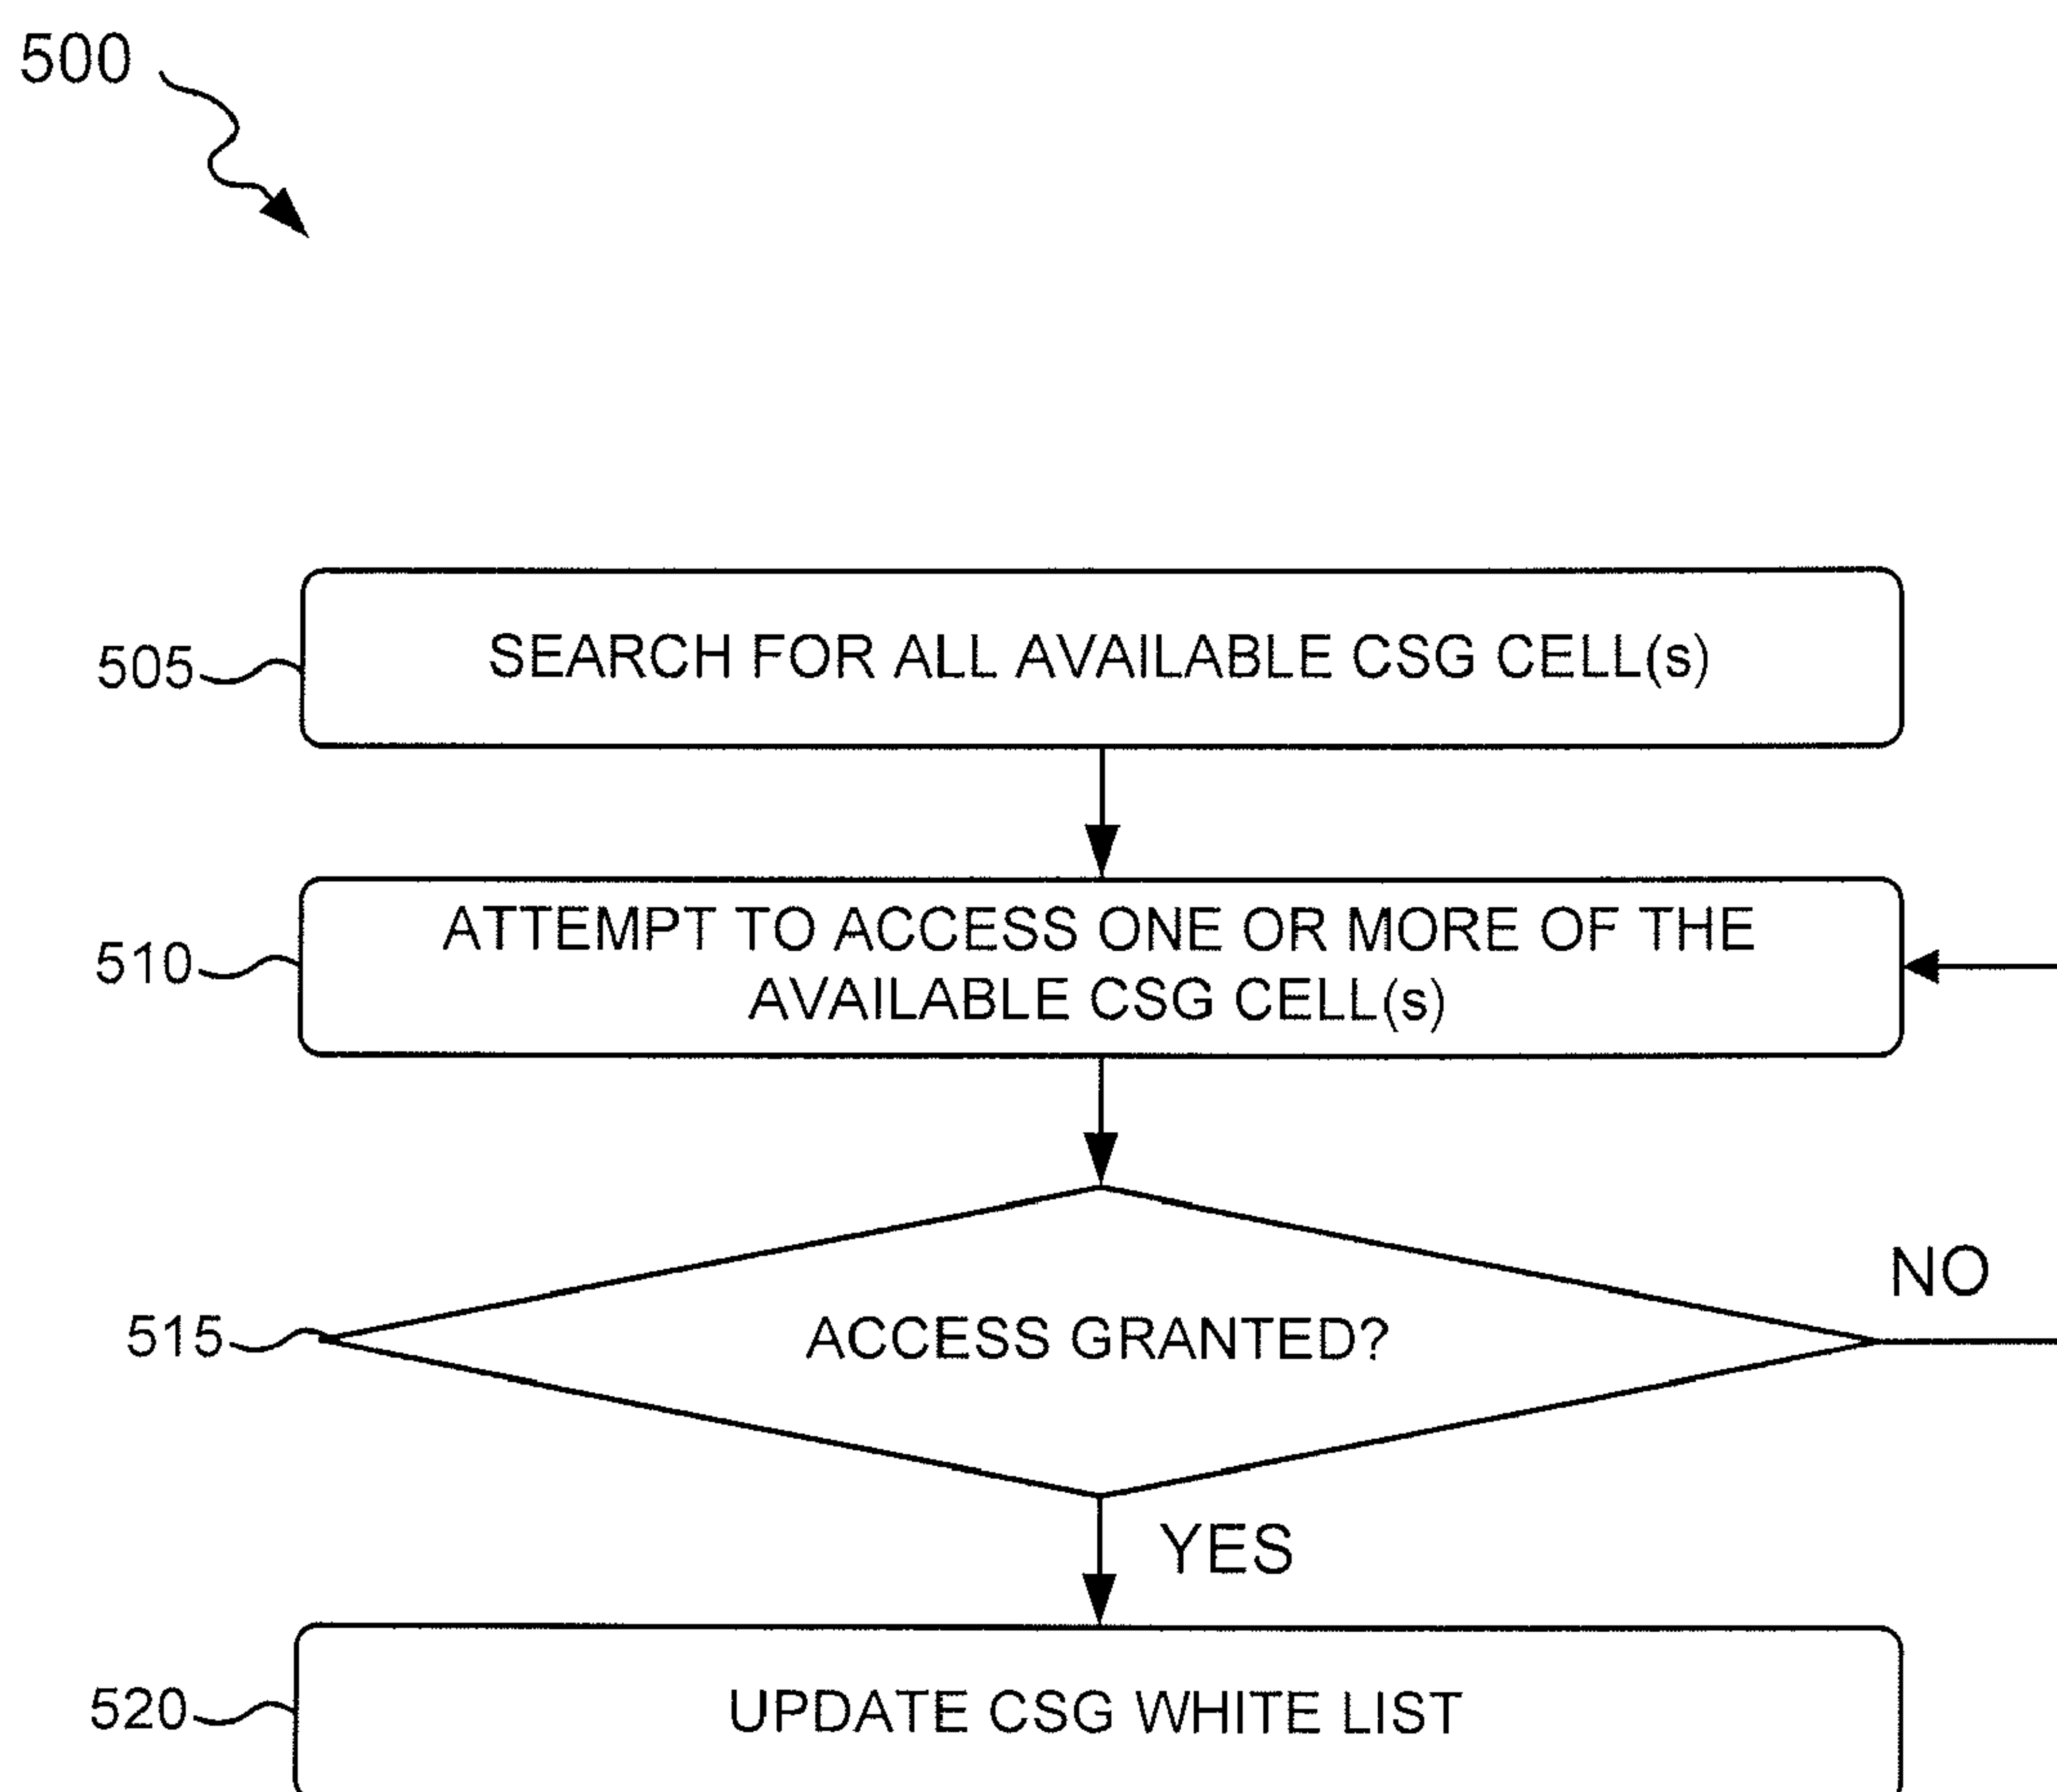 500
505
SEARCH FOR ALL AVAILABLE CSG CELL(s)
510
ATTEMPT TO ACCESS ONE OR MORE OF THE
AVAILABLE CSG CELL(s)
515
ACCESS GRANTED?
NO
YES
520
UPDATE CSG WHITE LIST